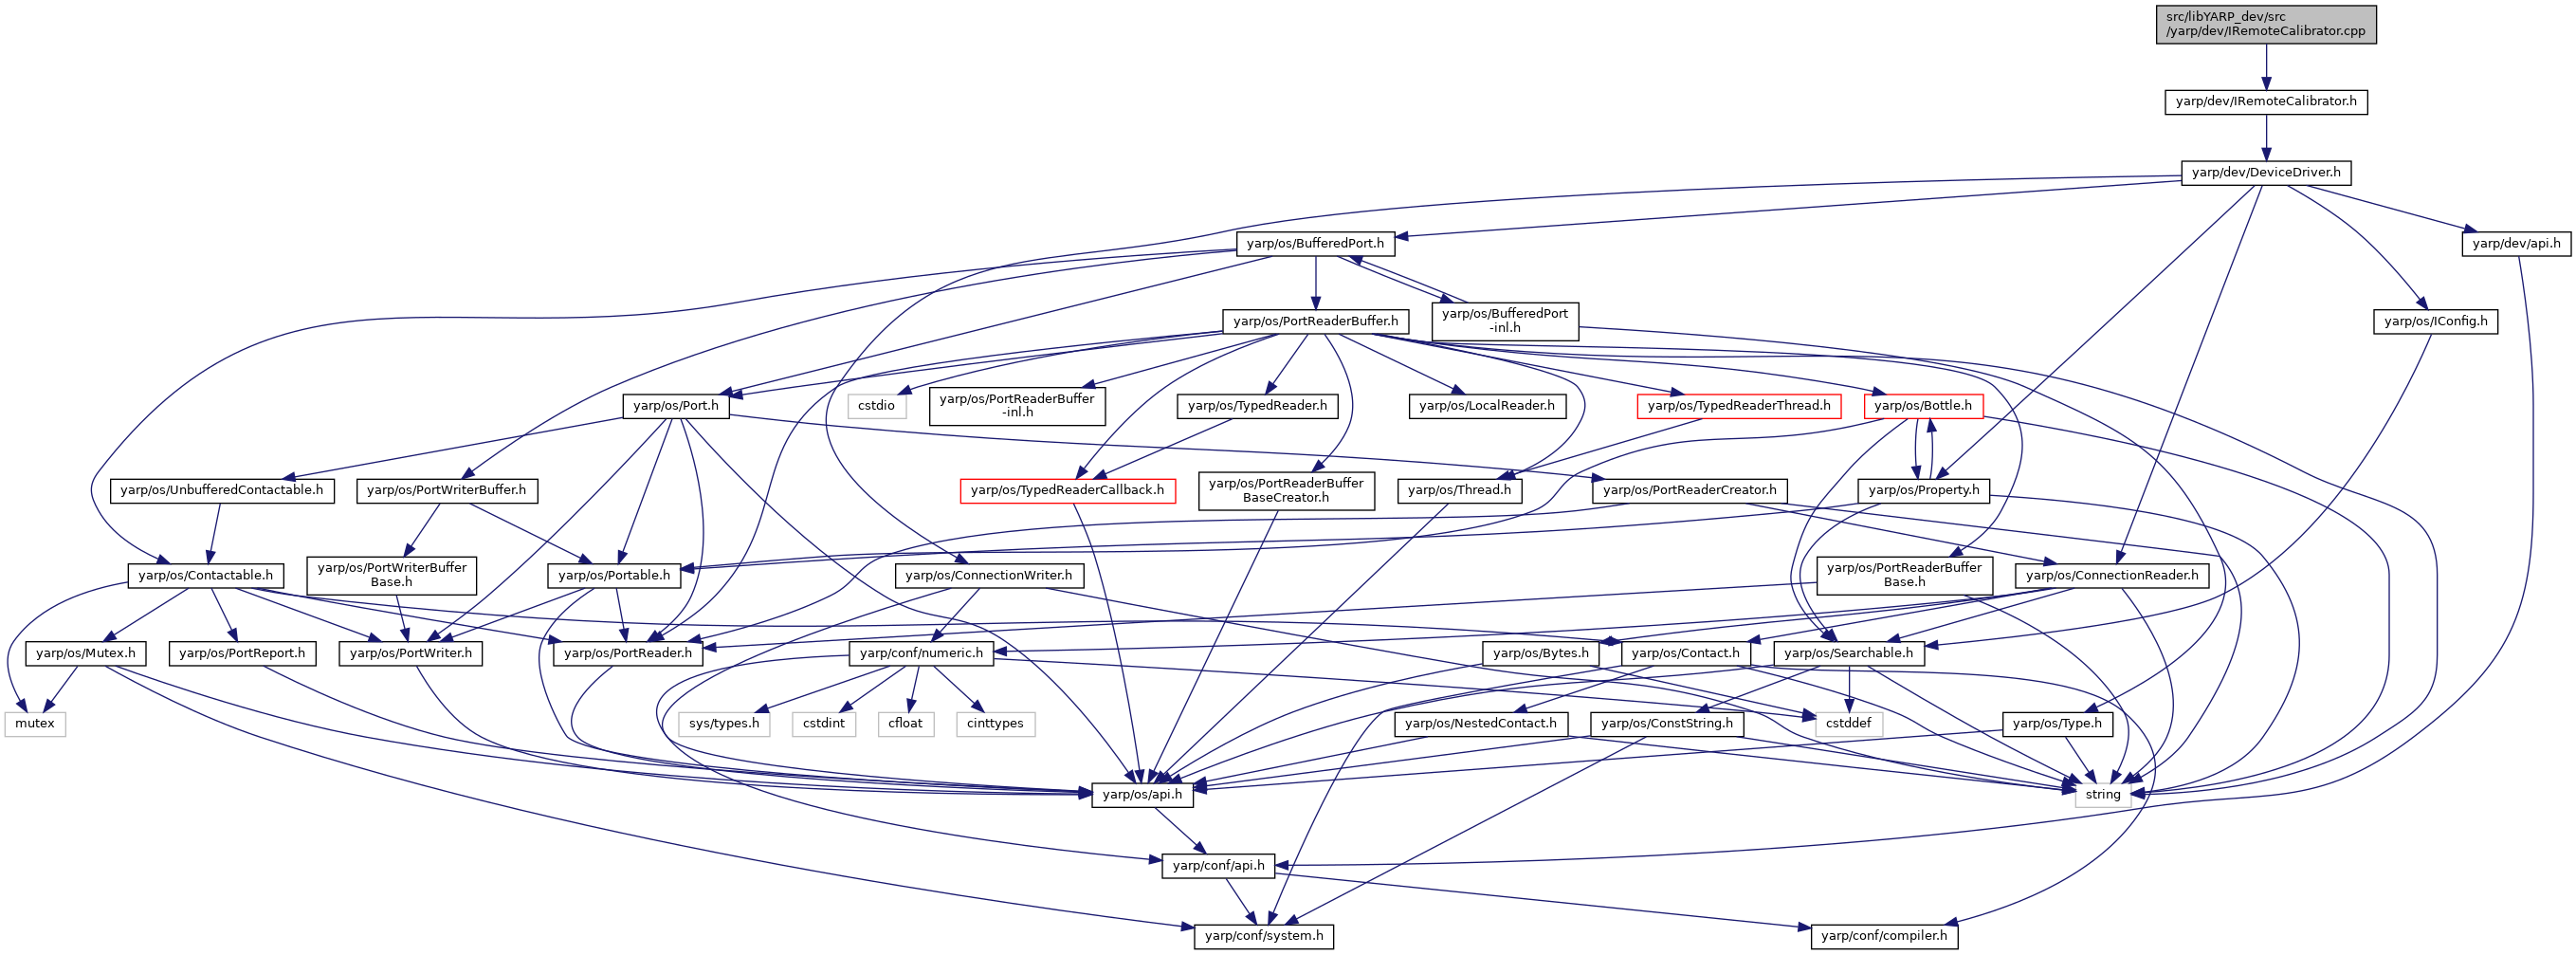 src/libYARP_dev/src
/yarp/dev/IRemoteCalibrator.cpp
yarp/dev/IRemoteCalibrator.h
yarp/dev/DeviceDriver.h
yarp/os/BufferedPort.h
yarp/dev/api.h
yarp/os/PortReaderBuffer.h
yarp/os/BufferedPort
-inl.h
yarp/os/IConfig.h
yarp/os/Port.h
cstdio
yarp/os/PortReaderBuffer
-inl.h
yarp/os/TypedReader.h
yarp/os/LocalReader.h
yarp/os/TypedReaderThread.h
yarp/os/Bottle.h
yarp/os/UnbufferedContactable.h
yarp/os/PortWriterBuffer.h
yarp/os/TypedReaderCallback.h
yarp/os/PortReaderBuffer
BaseCreator.h
yarp/os/Thread.h
yarp/os/PortReaderCreator.h
yarp/os/Property.h
yarp/os/Contactable.h
yarp/os/PortWriterBuffer
Base.h
yarp/os/Portable.h
yarp/os/ConnectionWriter.h
yarp/os/PortReaderBuffer
Base.h
yarp/os/ConnectionReader.h
yarp/os/Mutex.h
yarp/os/PortReport.h
yarp/os/PortWriter.h
yarp/os/PortReader.h
yarp/conf/numeric.h
yarp/os/Bytes.h
yarp/os/Contact.h
yarp/os/Searchable.h
mutex
sys/types.h
cstdint
cfloat
cinttypes
cstddef
yarp/os/NestedContact.h
yarp/os/ConstString.h
yarp/os/Type.h
yarp/os/api.h
string
yarp/conf/api.h
yarp/conf/system.h
yarp/conf/compiler.h